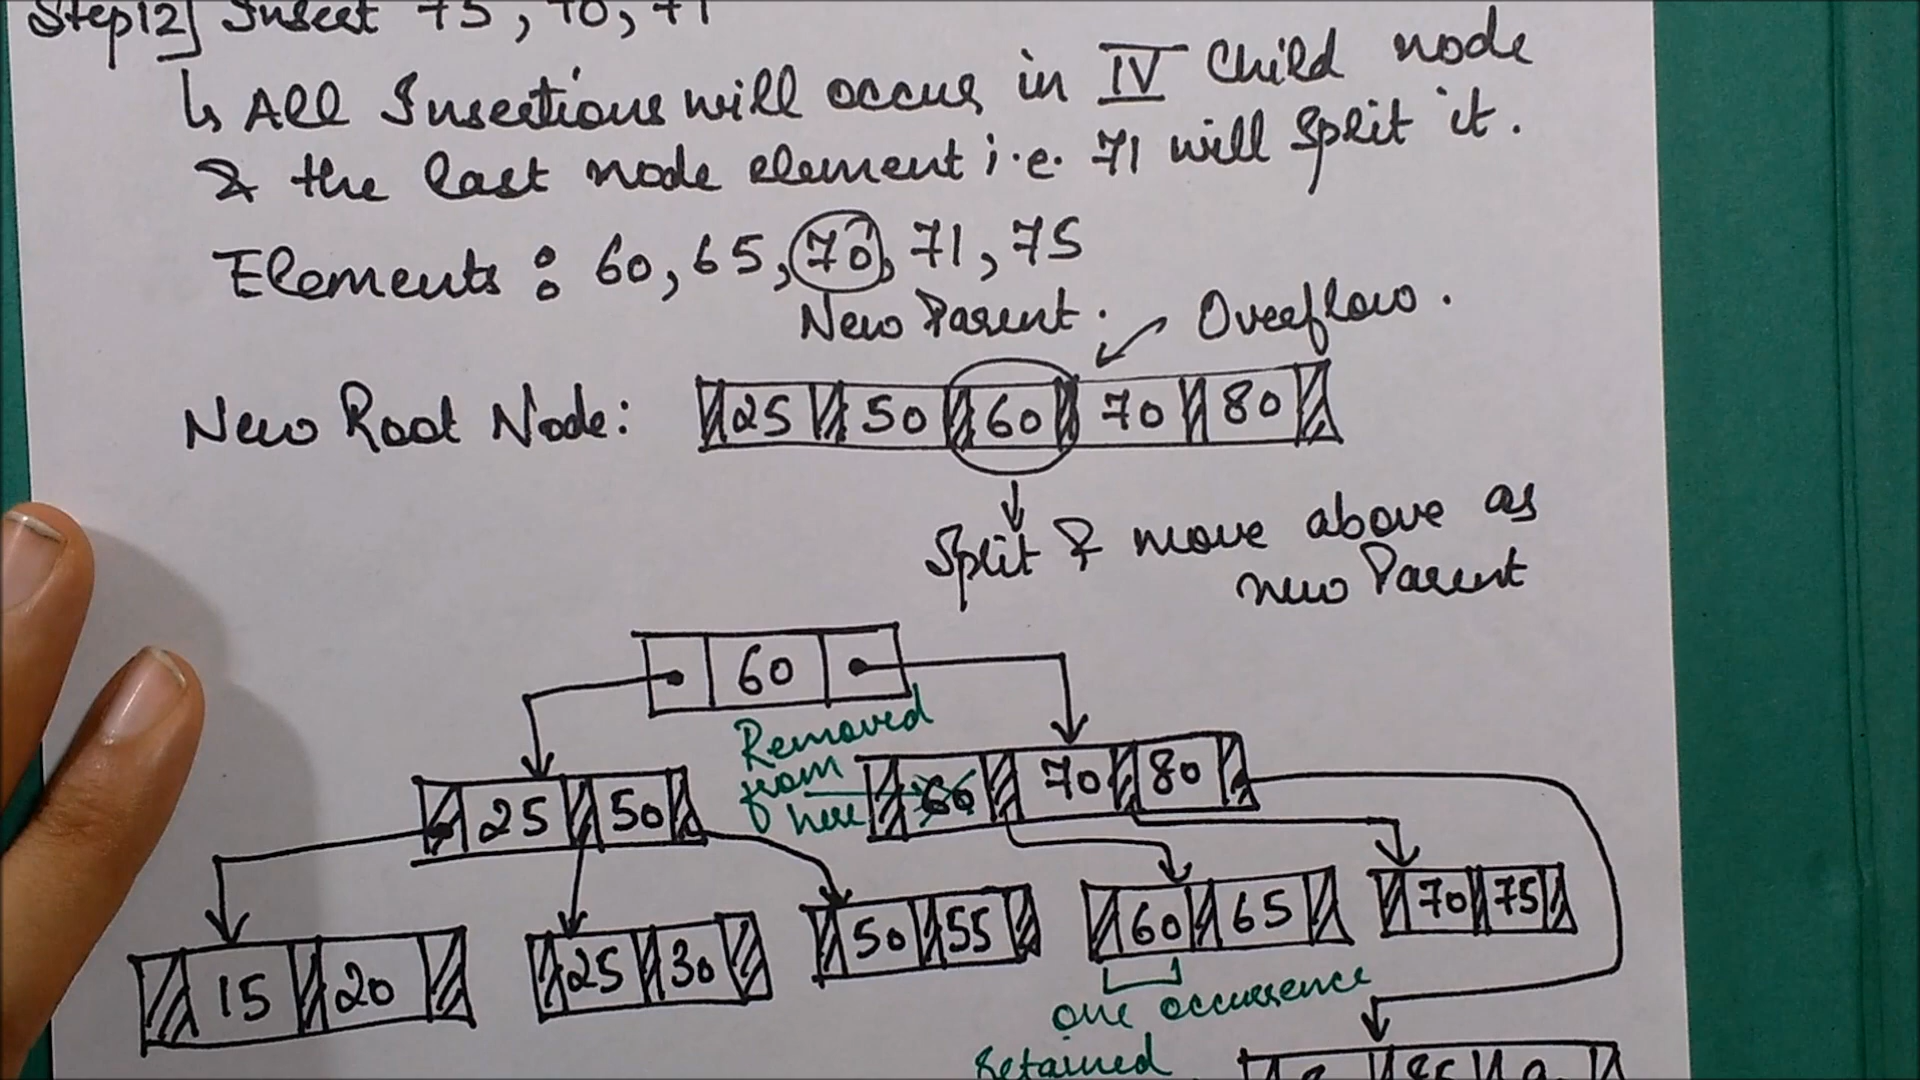 Step 12] Insert 75, 70, 71
↳ All Insertions will occur in IV Child node
& the last node element i.e. 71 will split it.
Elements : 60, 65, 70, 71, 75
New Parent.
Overflow.
New Root Node: 25 50 60 70 80
Split & move above as
new Parent
60
Removed
from
here
25 50
60 70 80
15 20
25 30
50 55
60 65
70 75
one occurrence
Retained
85